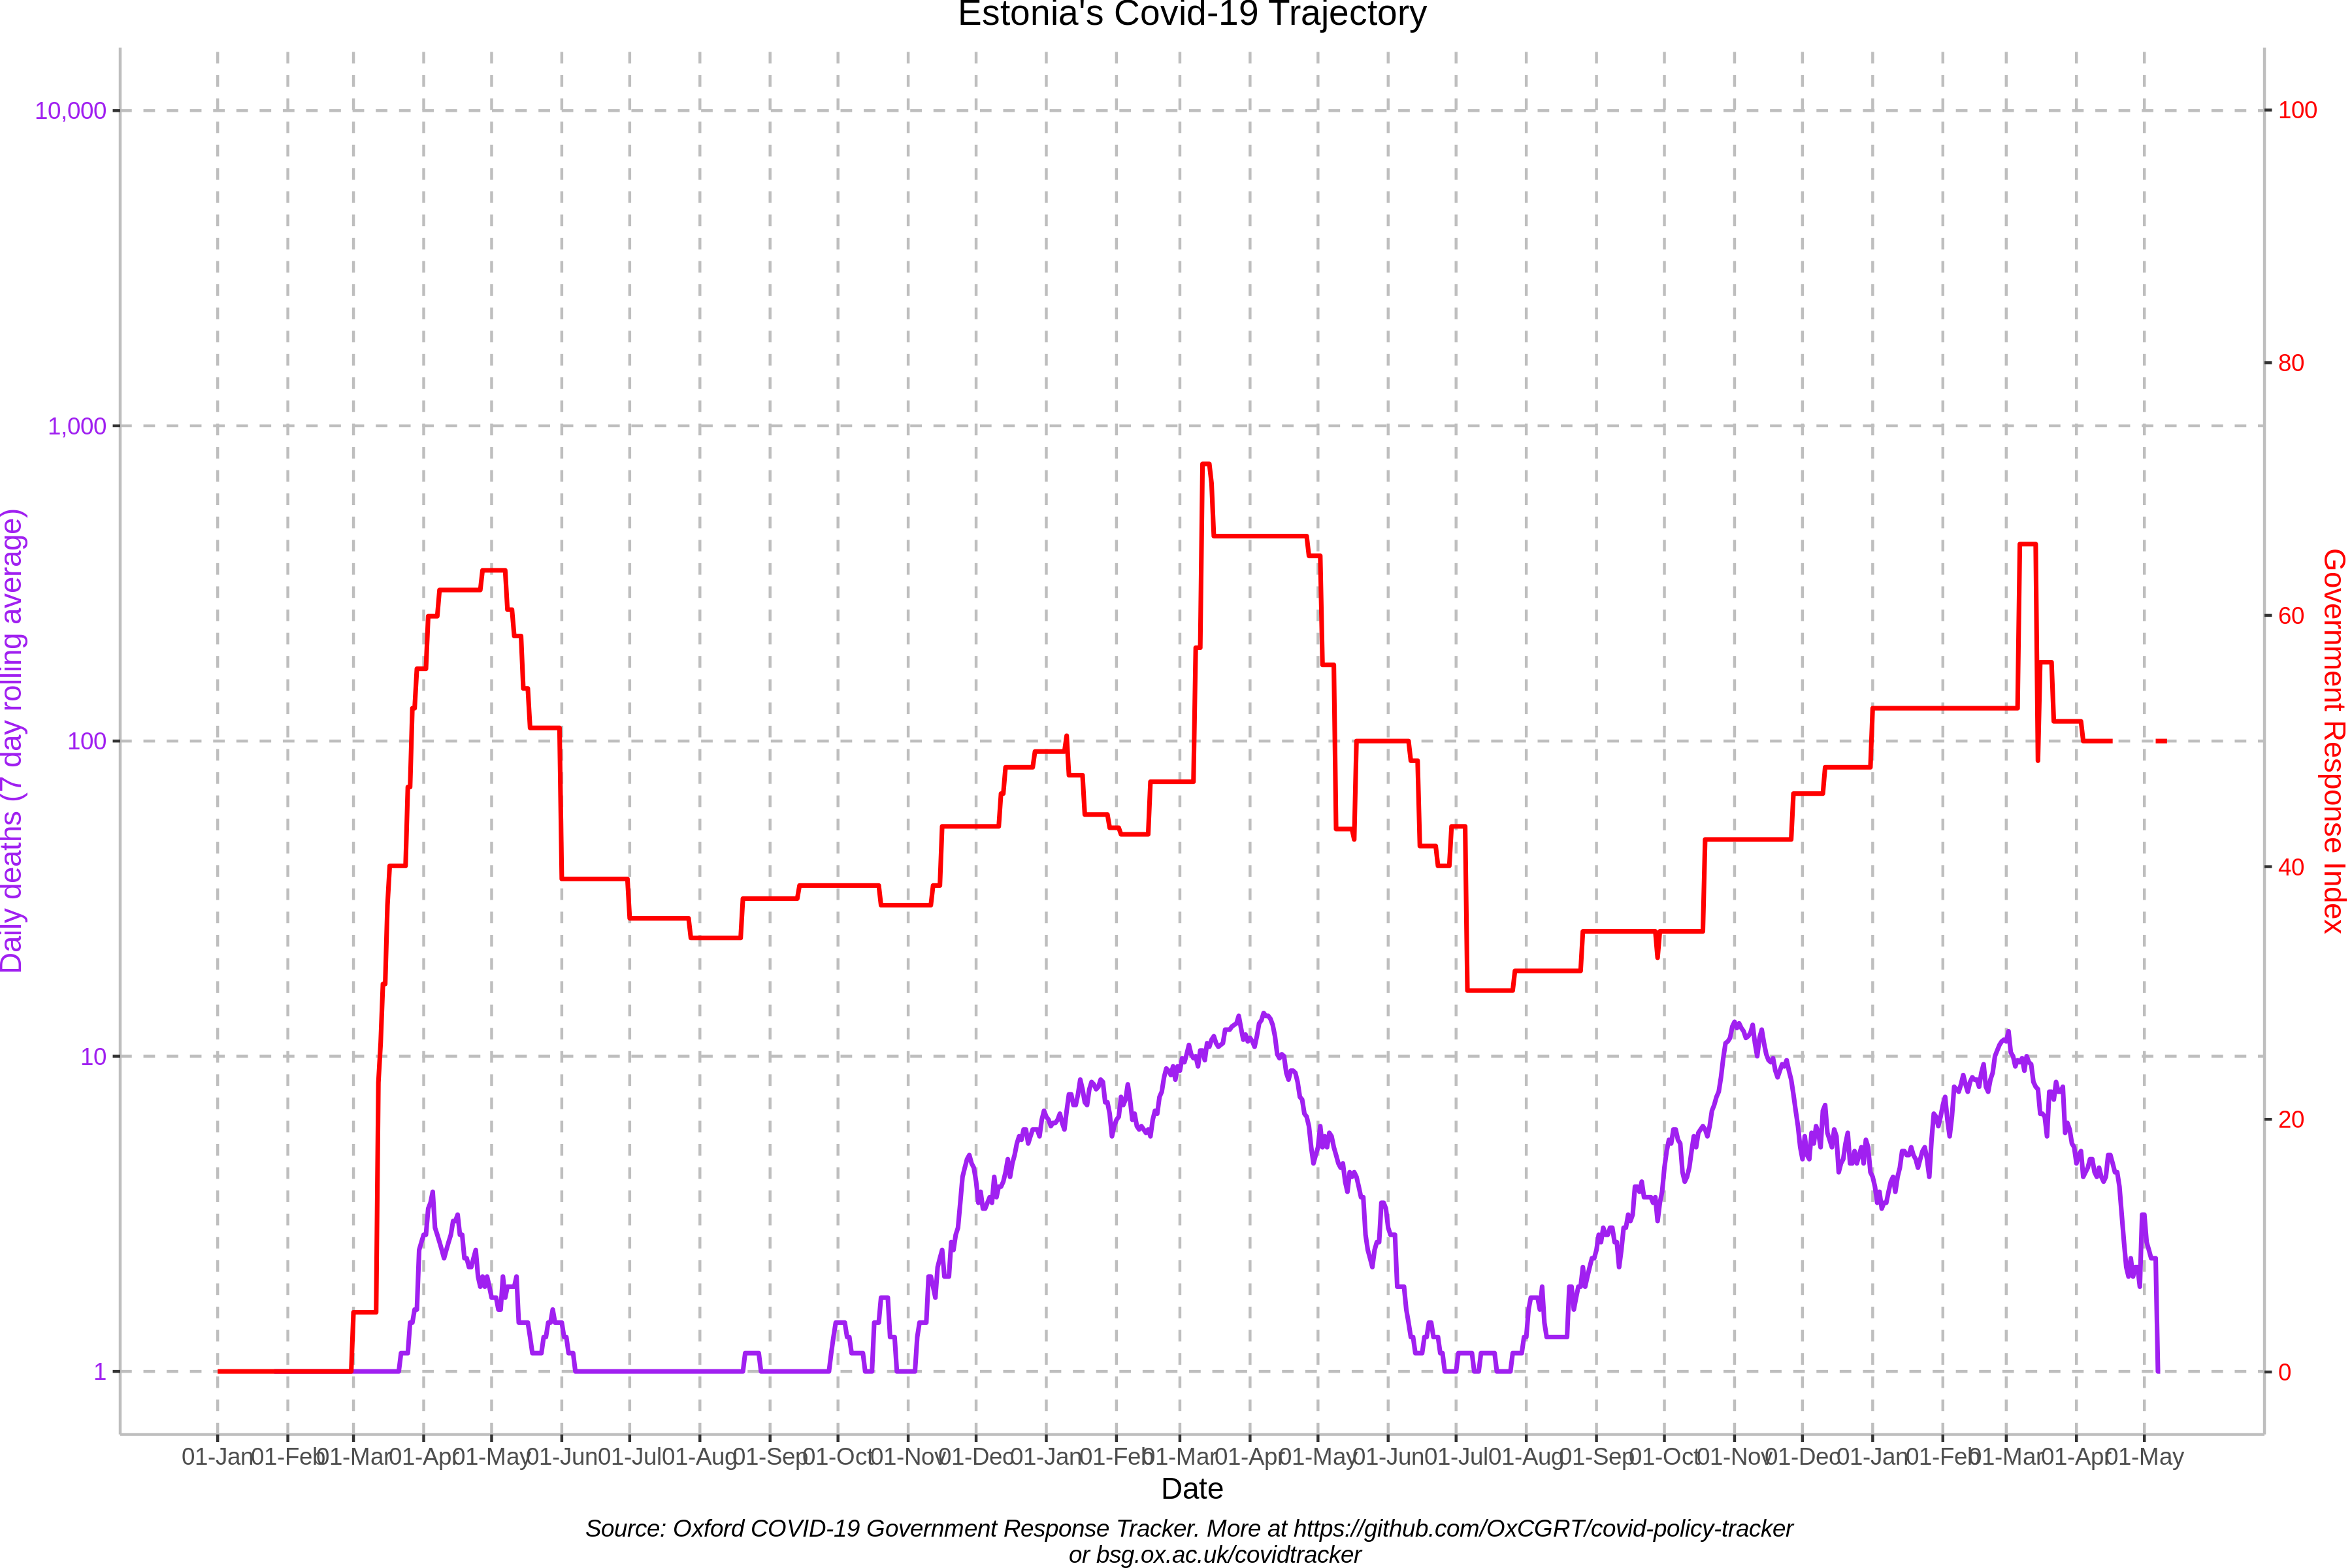 Estonia's Covid-19 Trajectory
10,000
1,000
100
10
1
Daily deaths (7 day rolling average)
100
80
60
40
20
0
Government Response Index
01-Jan 01-Feb 01-Mar 01-Apr 01-May 01-Jun 01-Jul 01-Aug 01-Sep 01-Oct 01-Nov 01-Dec 01-Jan 01-Feb 01-Mar 01-Apr 01-May 01-Jun 01-Jul 01-Aug 01-Sep 01-Oct 01-Nov 01-Dec 01-Jan 01-Feb 01-Mar 01-Apr 01-May
Date
Source: Oxford COVID-19 Government Response Tracker. More at https://github.com/OxCGRT/covid-policy-tracker
or bsg.ox.ac.uk/covidtracker